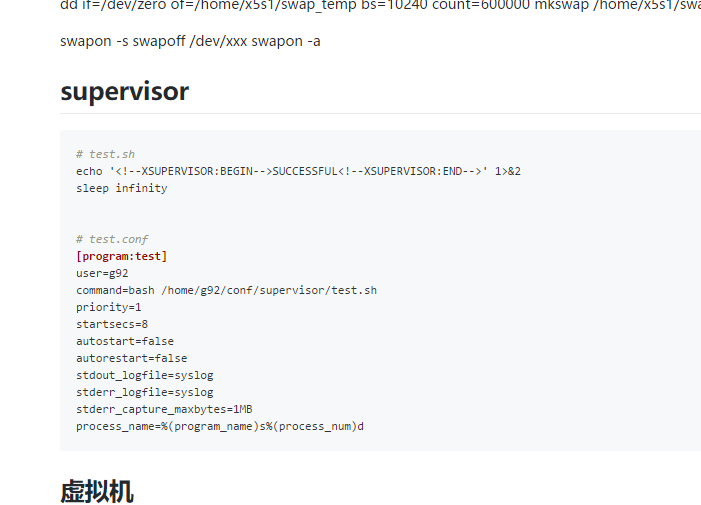 dd if=/dev/zero of=/home/x5s1/swap_temp bs=10240 count=600000 mkswap /home/x5s1/swa
swapon -s swapoff /dev/xxx swapon -a
supervisor
# test.sh
echo '<!--XSUPERVISOR:BEGIN-->SUCCESSFUL<!--XSUPERVISOR:END-->' 1>&2
sleep infinity
# test.conf
[program:test]
user=g92
command=bash /home/g92/conf/supervisor/test.sh
priority=1
startsecs=8
autostart=false
autorestart=false
stdout_logfile=syslog
stderr_logfile=syslog
stderr_capture_maxbytes=1MB
process_name=%(program_name)s%(process_num)d
虚拟机